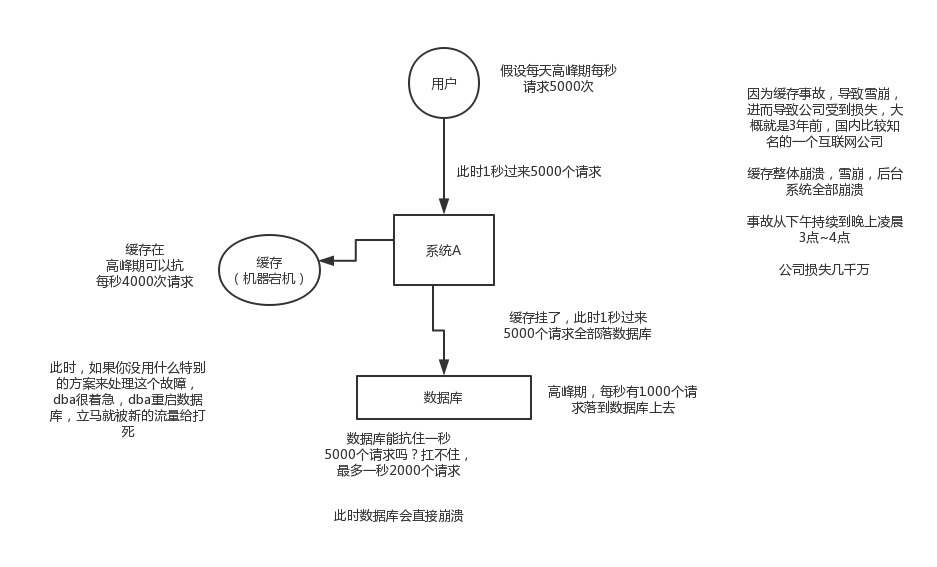 用户
假设每天高峰期每秒
请求5000次
因为缓存事故，导致雪崩，
进而导致公司受到损失，大
概就是3年前，国内比较知
名的一个互联网公司
缓存整体崩溃，雪崩，后台
系统全部崩溃
事故从下午持续到晚上凌晨
3点~4点
公司损失几千万
此时1秒过来5000个请求
系统A
缓存在
高峰期可以抗
每秒4000次请求
缓存
（机器宕机）
缓存挂了，此时1秒过来
5000个请求全部落数据库
此时，如果你没用什么特别
的方案来处理这个故障，
dba很着急，dba重启数据
库，立马就被新的流量给打
死
数据库
高峰期，每秒有1000个请
求落到数据库上去
数据库能抗住一秒
5000个请求吗？扛不住，
最多一秒2000个请求
此时数据库会直接崩溃